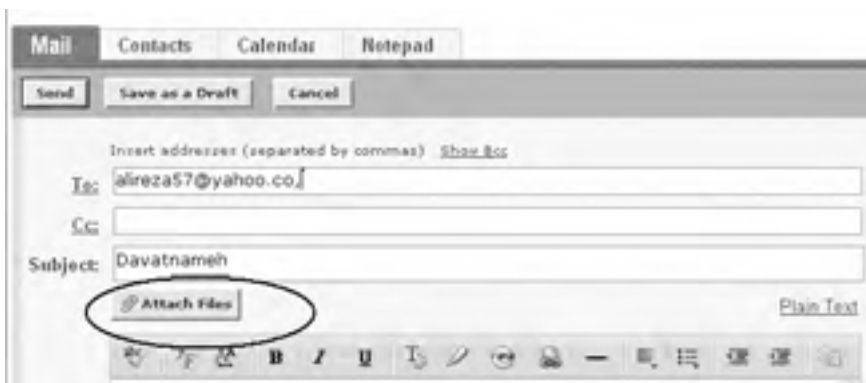 Mail Contacts Calendar Notepad
Send Save as a Draft Cancel
Insert addresses (separated by commas) Show Bcc
To: alireza57@yahoo.co,
Cc:
Subject: Davatnameh
Attach Files Plain Text
B I U